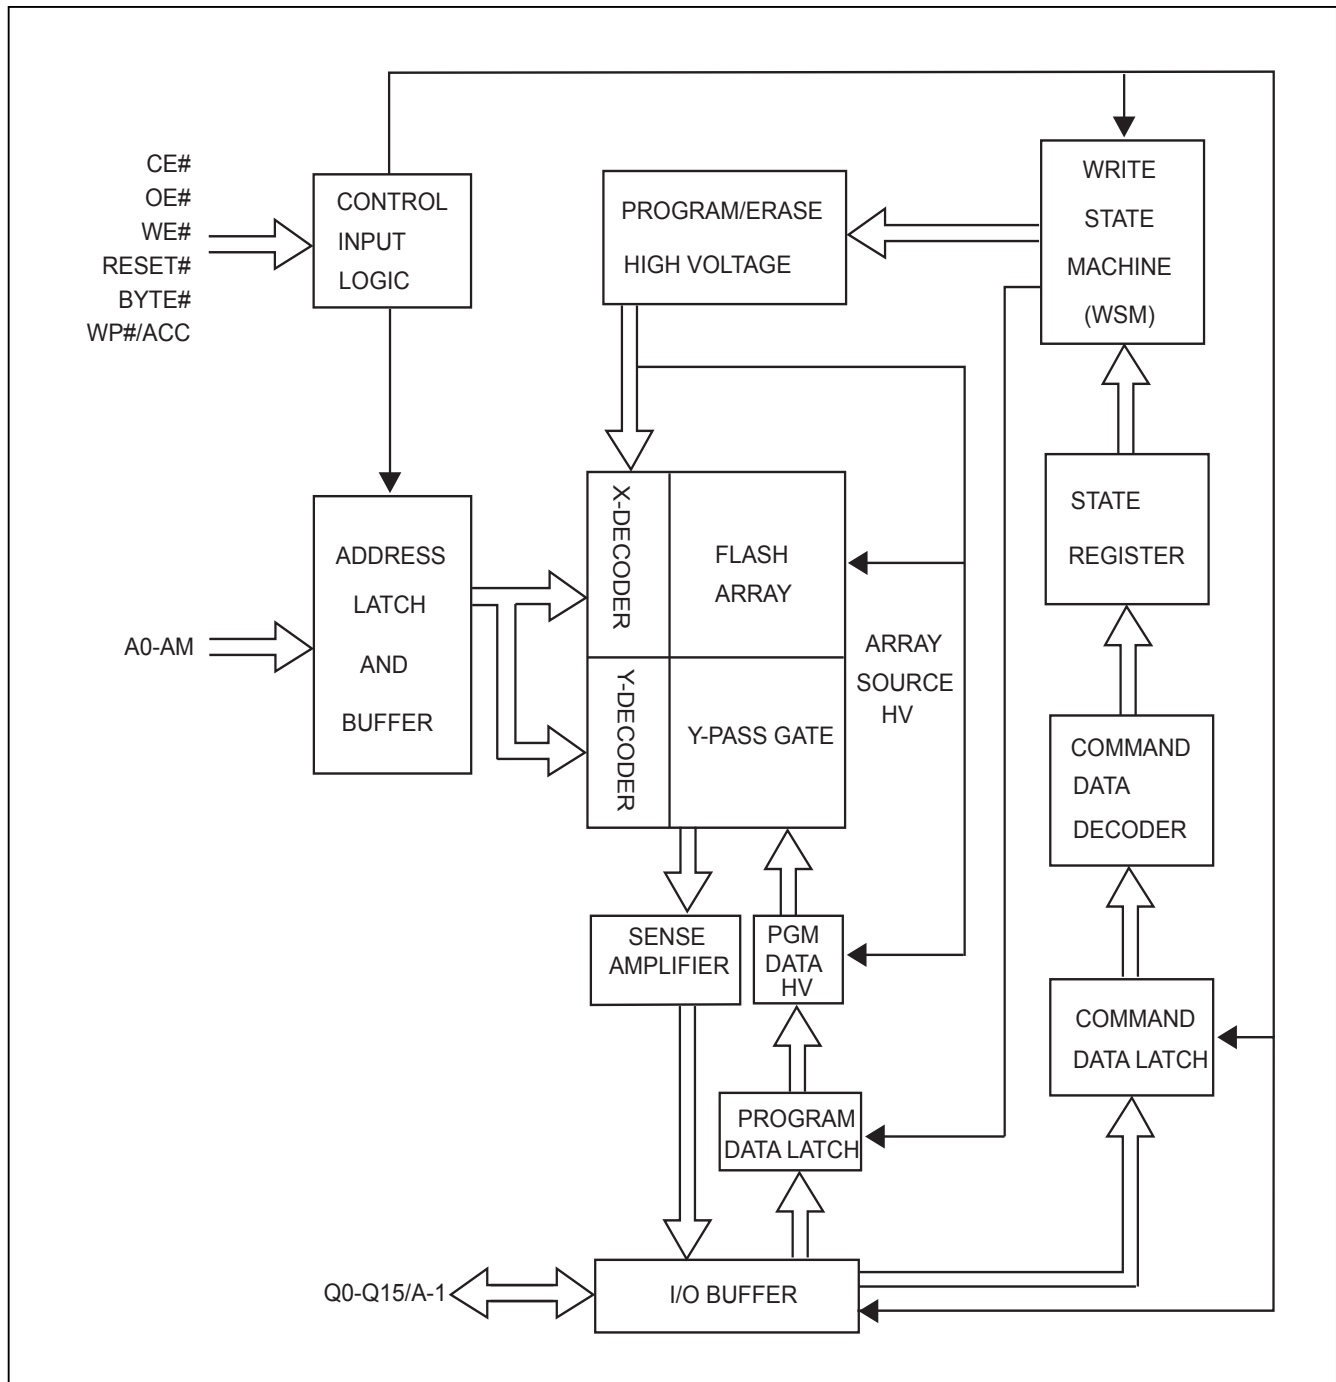 CE#
OE#
WE#
RESET#
BYTE#
WP#/ACC
CONTROL
INPUT
LOGIC
PROGRAM/ERASE
HIGH VOLTAGE
WRITE
STATE
MACHINE
(WSM)
A0-AM
ADDRESS
LATCH
AND
BUFFER
X-DECODER
FLASH
ARRAY
Y-DECODER
Y-PASS GATE
ARRAY
SOURCE
HV
STATE
REGISTER
COMMAND
DATA
DECODER
SENSE
AMPLIFIER
PGM
DATA
HV
COMMAND
DATA LATCH
PROGRAM
DATA LATCH
Q0-Q15/A-1
I/O BUFFER